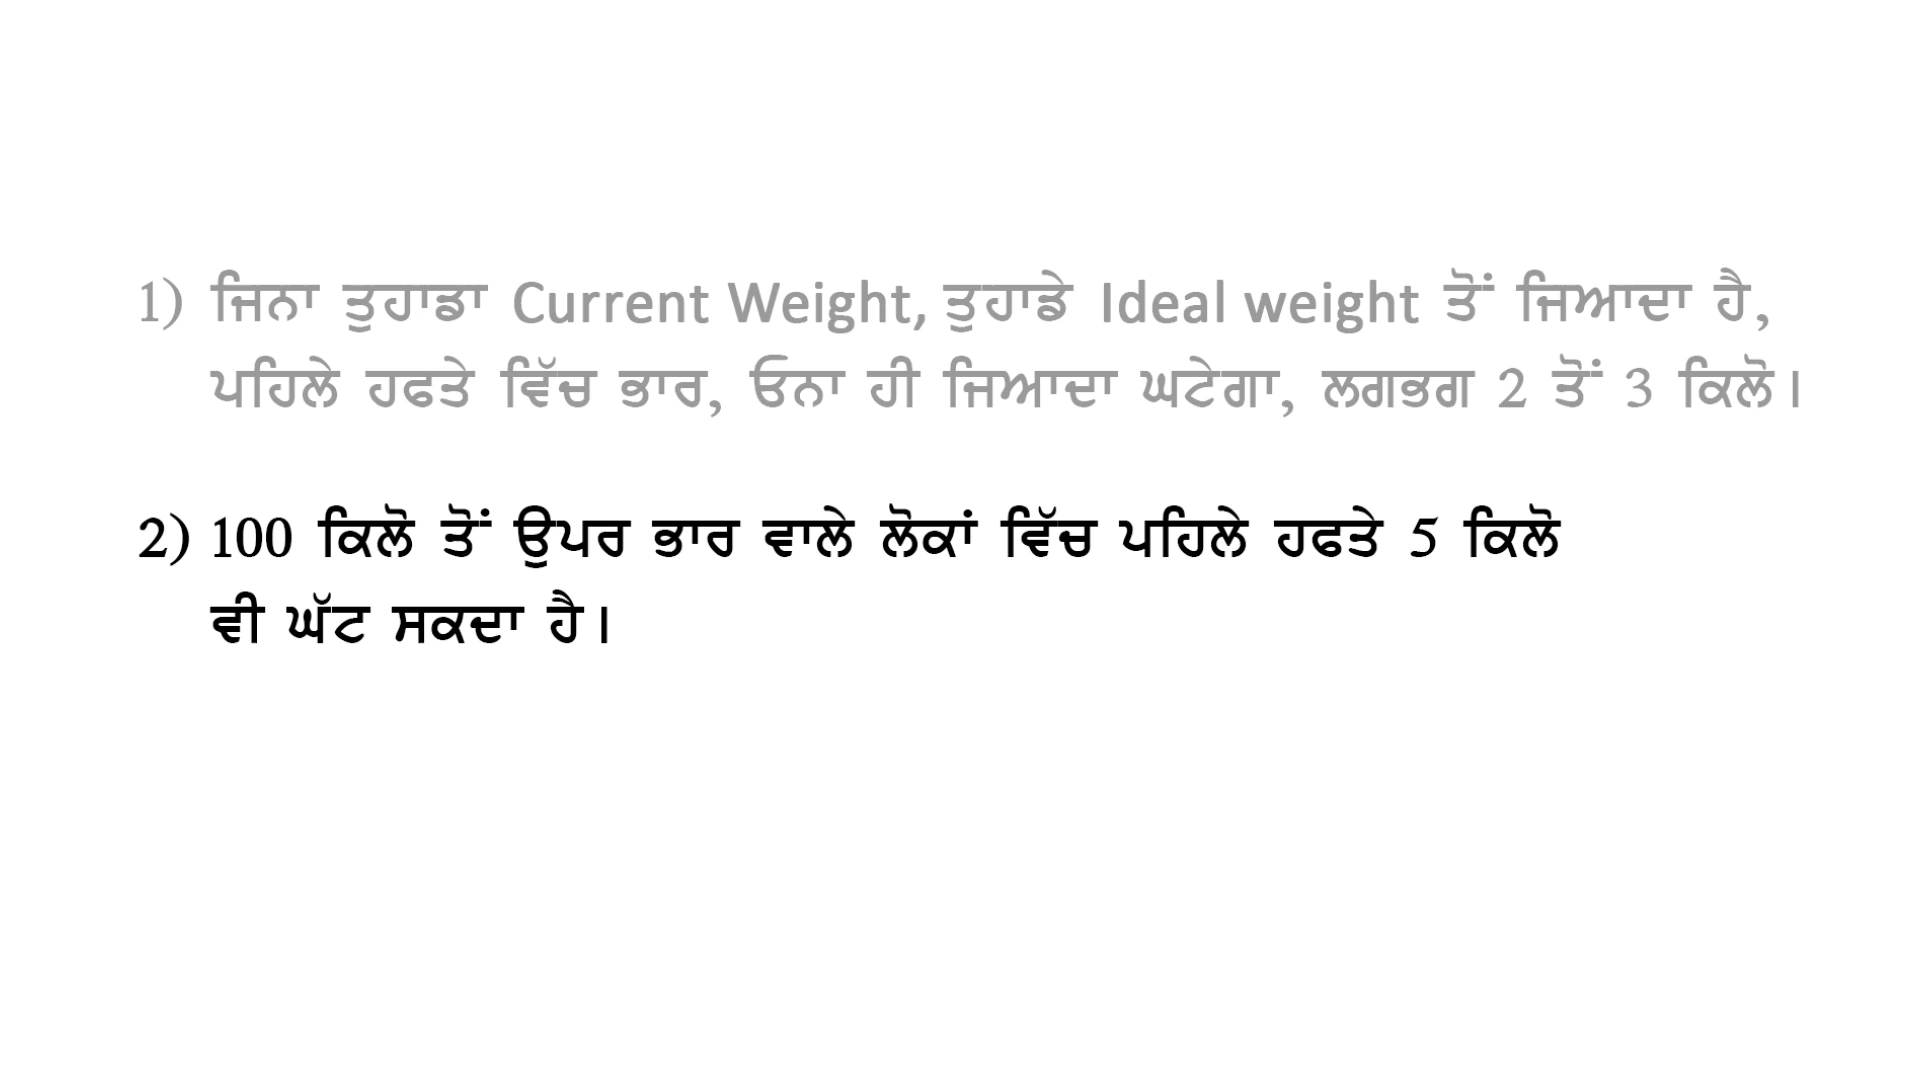 1) ਜਿਨਾ ਤੁਹਾਡਾ Current Weight, ਤੁਹਾਡੇ Ideal weight ਤੋਂ ਜਿਆਦਾ ਹੈ,
ਪਹਿਲੇ ਹਫਤੇ ਵਿੱਚ ਭਾਰ, ਓਨਾ ਹੀ ਜਿਆਦਾ ਘਟੇਗਾ, ਲਗਭਗ 2 ਤੋਂ 3 ਕਿਲੋ।
2) 100 ਕਿਲੋ ਤੋਂ ਉਪਰ ਭਾਰ ਵਾਲੇ ਲੋਕਾਂ ਵਿੱਚ ਪਹਿਲੇ ਹਫਤੇ 5 ਕਿਲੋ
ਵੀ ਘੱਟ ਸਕਦਾ ਹੈ।